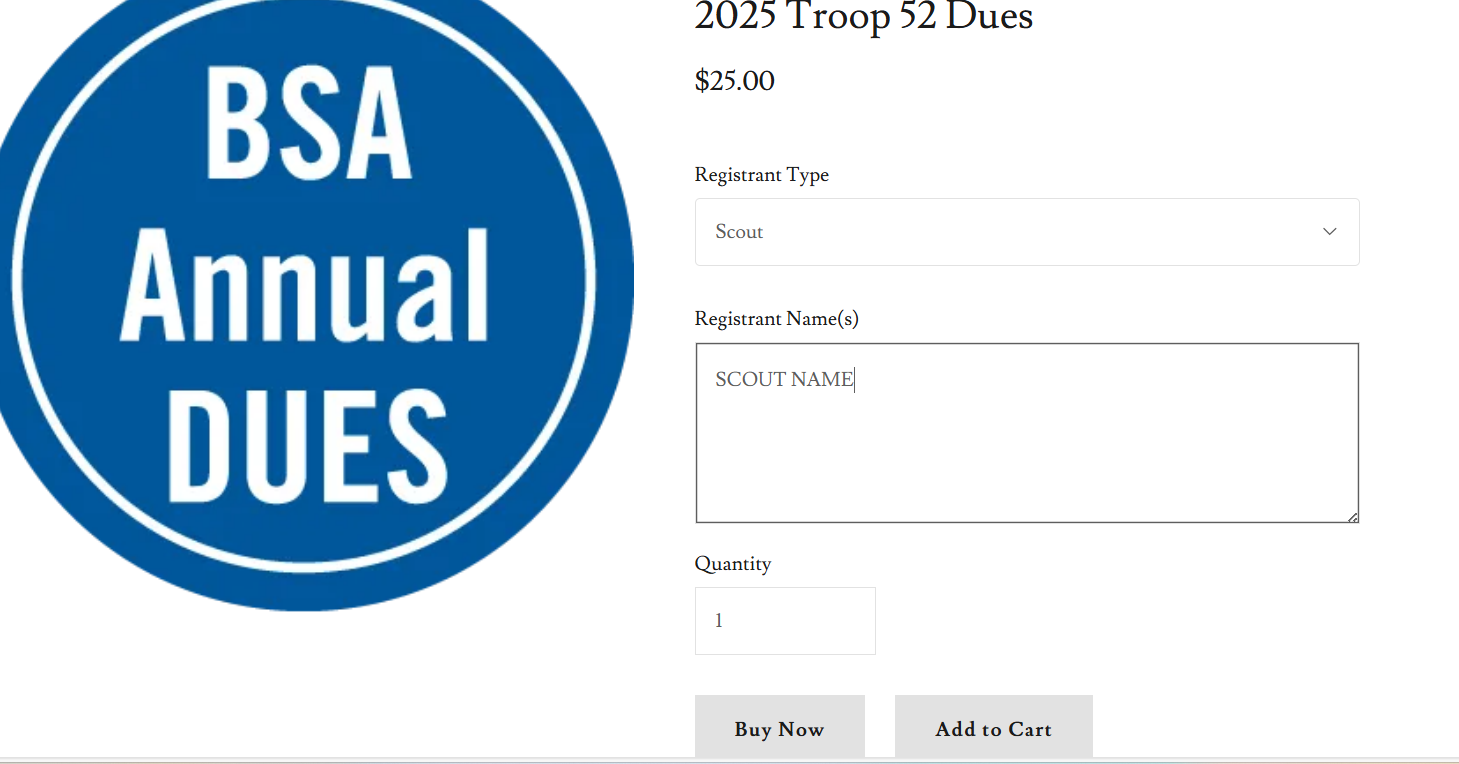 BSA
Annual
DUES
2025 Troop 52 Dues
$25.00
Registrant Type
Scout
Registrant Name(s)
SCOUT NAME
Quantity
1
Buy Now
Add to Cart